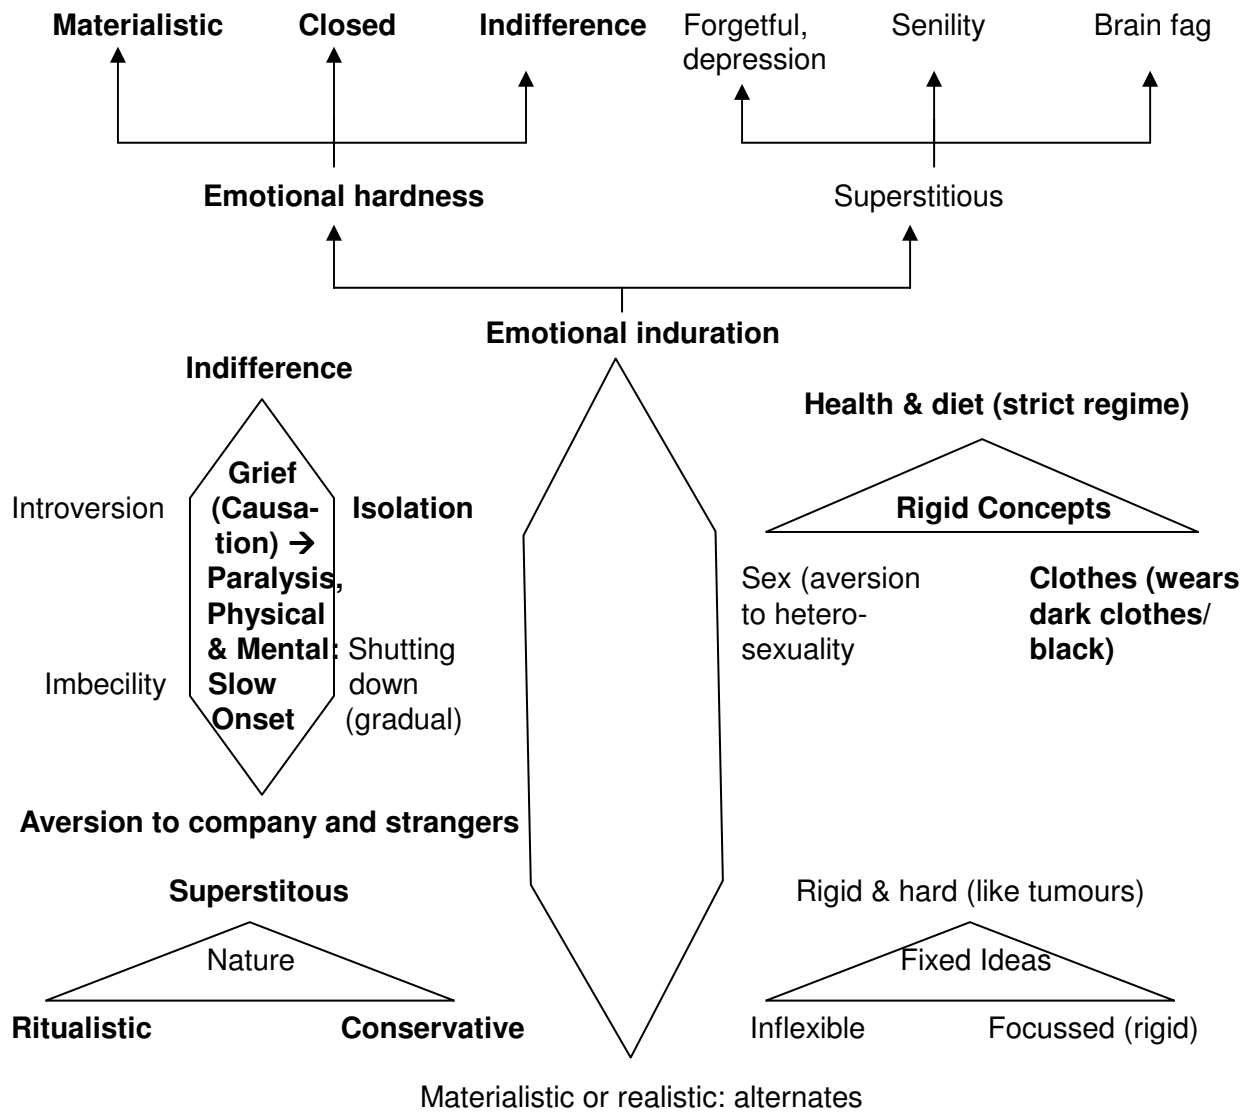 Materialistic
Closed
Indifference
Forgetful,
depression
Senility
Brain fag
Emotional hardness
Superstitious
Emotional induration
Indifference
Introversion
Grief
(Causa-
tion) →
Paralysis,
Physical
& Mental:
Slow
Onset
Isolation
Imbecility
Shutting
down
(gradual)
Aversion to company and strangers
Health & diet (strict regime)
Rigid Concepts
Sex (aversion
to hetero-
sexuality
Clothes (wears
dark clothes/
black)
Superstitous
Nature
Ritualistic
Conservative
Rigid & hard (like tumours)
Fixed Ideas
Inflexible
Focussed (rigid)
Materialistic or realistic: alternates